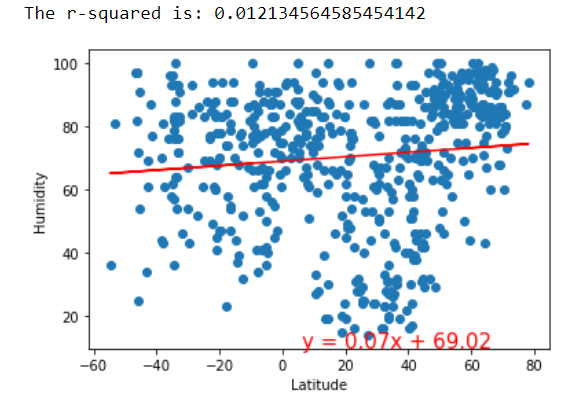 The r-squared is: 0.012134564585454142
100
80
60
40
20
Humidity
y = 0.07x + 69.02
−60 −40 −20 0 20 40 60 80
Latitude